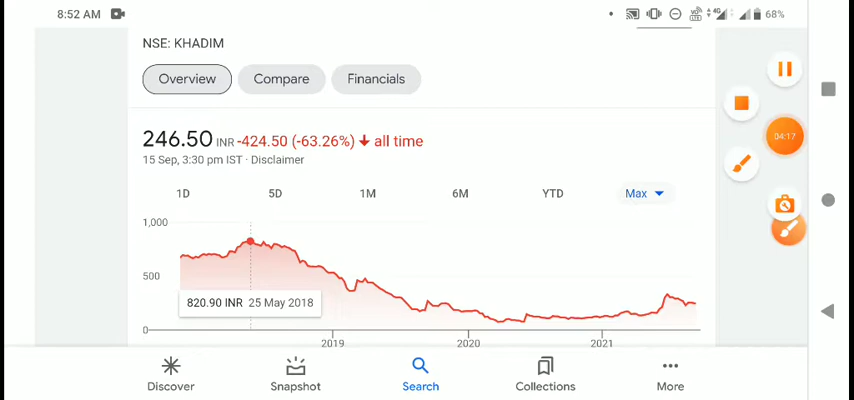 8:52 AM 4G 68%
NSE: KHADIM
Overview Compare Financials
246.50 INR -424.50 (-63.26%) all time
15 Sep, 3:30 pm IST · Disclaimer
1D 5D 1M 6M YTD Max
1,000
500
820.90 INR 25 May 2018
0
2019 2020 2021
Discover Snapshot Search Collections More
04:17